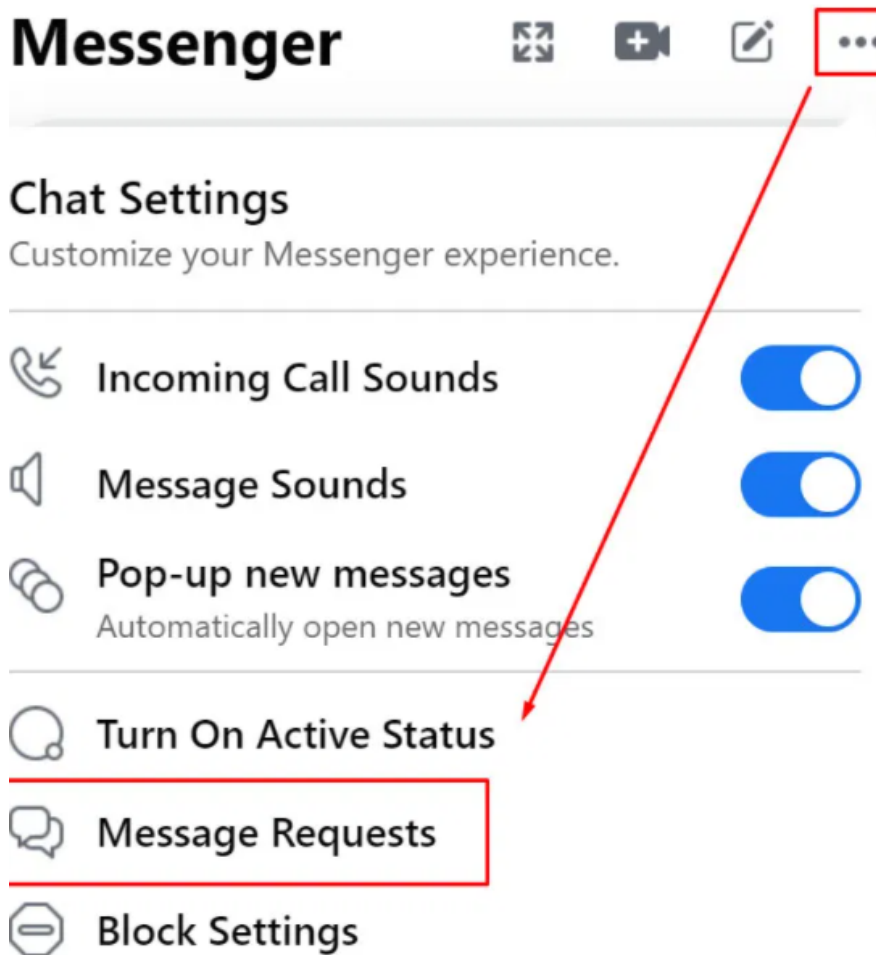 Messenger
Chat Settings
Customize your Messenger experience.
Incoming Call Sounds
Message Sounds
Pop-up new messages
Automatically open new messages
Turn On Active Status
Message Requests
Block Settings